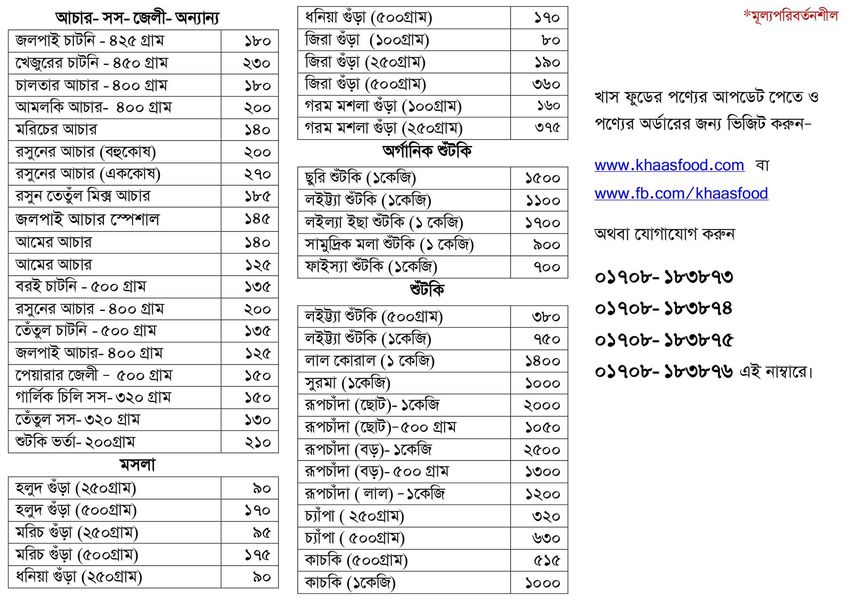 আচার- সস- জেলী- অন্যান্য
জলপাই চাটনি - ৪২৫ গ্রাম ১৮০
খেজুরের চাটনি - ৪৫০ গ্রাম ২৩০
চালতার আচার - ৪০০ গ্রাম ১৮০
আমলকি আচার- ৪০০ গ্রাম ২০০
মরিচের আচার ১৪০
রসুনের আচার (বহুকোষ) ২০০
রসুনের আচার (এককোষ) ২৭০
রসুন তেতুঁল মিক্স আচার ১৮৫
জলপাই আচার স্পেশাল ১৪৫
আমের আচার ১৪০
আমের আচার ১২৫
বরই চাটনি - ৫০০ গ্রাম ১৩৫
রসুনের আচার - ৪০০ গ্রাম ২০০
তেঁতুল চাটনি - ৫০০ গ্রাম ১৩৫
জলপাই আচার- ৪০০ গ্রাম ১২৫
পেয়ারার জেলী - ৫০০ গ্রাম ১৫০
গার্লিক চিলি সস- ৩২০ গ্রাম ১৫০
তেঁতুল সস- ৩২০ গ্রাম ১৩০
শুটকি ভর্তা- ২০০গ্রাম ২১০
মসলা
হলুদ গুঁড়া (২৫০গ্রাম) ৯০
হলুদ গুঁড়া (৫০০গ্রাম) ১৭০
মরিচ গুঁড়া (২৫০গ্রাম) ৯৫
মরিচ গুঁড়া (৫০০গ্রাম) ১৭৫
ধনিয়া গুঁড়া (২৫০গ্রাম) ৯০
ধনিয়া গুঁড়া (৫০০গ্রাম) ১৭০
জিরা গুঁড়া (১০০গ্রাম) ৮০
জিরা গুঁড়া (২৫০গ্রাম) ১৯০
জিরা গুঁড়া (৫০০গ্রাম) ৩৬০
গরম মশলা গুঁড়া (১০০গ্রাম) ১৬০
গরম মশলা গুঁড়া (২৫০গ্রাম) ৩৭৫
অর্গানিক শুঁটকি
ছুরি শুঁটকি (১কেজি) ১৫০০
লইট্ট্যা শুঁটকি (১কেজি) ১১০০
লইল্যা ইছা শুঁটকি (১ কেজি) ১৭০০
সামুদ্রিক মলা শুঁটকি (১ কেজি) ৯০০
ফাইস্যা শুঁটকি (১কেজি) ৭০০
শুঁটকি
লইট্ট্যা শুঁটকি (৫০০গ্রাম) ৩৮০
লইট্ট্যা শুঁটকি (১কেজি) ৭৫০
লাল কোরাল (১ কেজি) ১৪০০
সুরমা (১কেজি) ১০০০
রূপচাঁদা (ছোট)- ১কেজি ২০০০
রূপচাঁদা (ছোট)-৫০০ গ্রাম ১০৫০
রূপচাঁদা (বড়)- ১কেজি ২৫০০
রূপচাঁদা (বড়)- ৫০০ গ্রাম ১৩০০
রূপচাঁদা ( লাল) -১কেজি ১২০০
চ্যাঁপা ( ২৫০গ্রাম) ৩২০
চ্যাঁপা ( ৫০০গ্রাম) ৬৩০
কাচকি (৫০০গ্রাম) ৫১৫
কাচকি (১কেজি) ১০০০
*মূল্যপরিবর্তনশীল
খাস ফুডের পণ্যের আপডেট পেতে ও
পণ্যের অর্ডারের জন্য ভিজিট করুন-
www.khaasfood.com বা
www.fb.com/khaasfood
অথবা যোগাযোগ করুন
০১৭০৮- ১৮৩৮৭৩
০১৭০৮- ১৮৩৮৭৪
০১৭০৮- ১৮৩৮৭৫
০১৭০৮- ১৮৩৮৭৬ এই নাম্বারে।